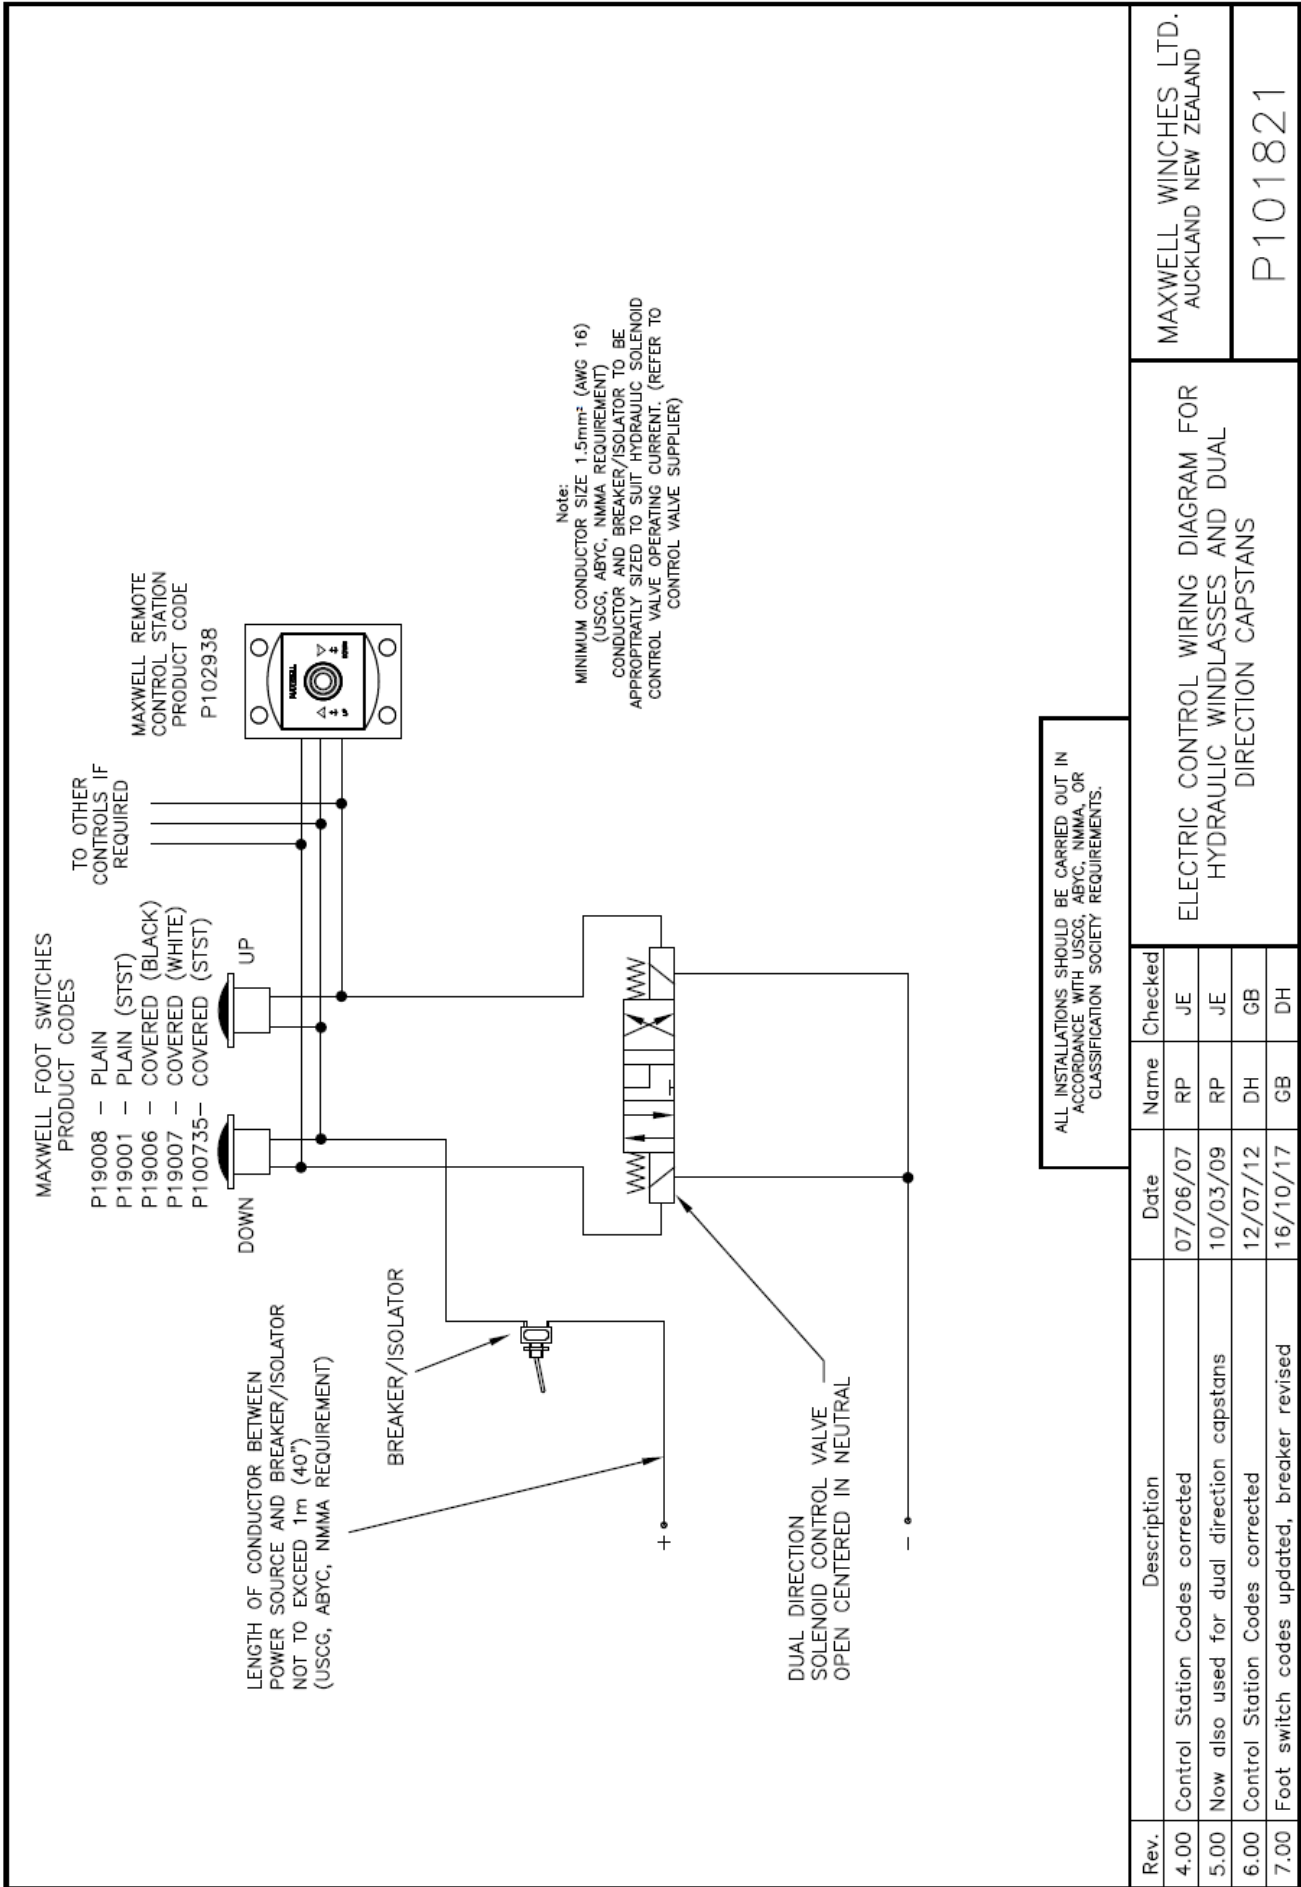 MAXWELL FOOT SWITCHES
PRODUCT CODES
P19008 – PLAIN
P19001 – PLAIN (STST)
P19006 – COVERED (BLACK)
P19007 – COVERED (WHITE)
P100735– COVERED (STST)
TO OTHER
CONTROLS IF
REQUIRED
MAXWELL REMOTE
CONTROL STATION
PRODUCT CODE
P102938
DOWN
UP
MAXWELL
UP
DOWN
LENGTH OF CONDUCTOR BETWEEN
POWER SOURCE AND BREAKER/ISOLATOR
NOT TO EXCEED 1m (40")
(USCG, ABYC, NMMA REQUIREMENT)
BREAKER/ISOLATOR
+
Note:
MINIMUM CONDUCTOR SIZE 1.5mm² (AWG 16)
(USCG, ABYC, NMMA REQUIREMENT)
CONDUCTOR AND BREAKER/ISOLATOR TO BE
APPROPTRATLY SIZED TO SUIT HYDRAULIC SOLENOID
CONTROL VALVE OPERATING CURRENT. (REFER TO
CONTROL VALVE SUPPLIER)
DUAL DIRECTION
SOLENOID CONTROL VALVE
OPEN CENTERED IN NEUTRAL
–
ALL INSTALLATIONS SHOULD BE CARRIED OUT IN
ACCORDANCE WITH USCG, ABYC, NMMA, OR
CLASSIFICATION SOCIETY REQUIREMENTS.
Rev. Description Date Name Checked
4.00 Control Station Codes corrected 07/06/07 RP JE
5.00 Now also used for dual direction capstans 10/03/09 RP JE
6.00 Control Station Codes corrected 12/07/12 DH GB
7.00 Foot switch codes updated, breaker revised 16/10/17 GB DH
ELECTRIC CONTROL WIRING DIAGRAM FOR
HYDRAULIC WINDLASSES AND DUAL
DIRECTION CAPSTANS
MAXWELL WINCHES LTD.
AUCKLAND NEW ZEALAND
P101821